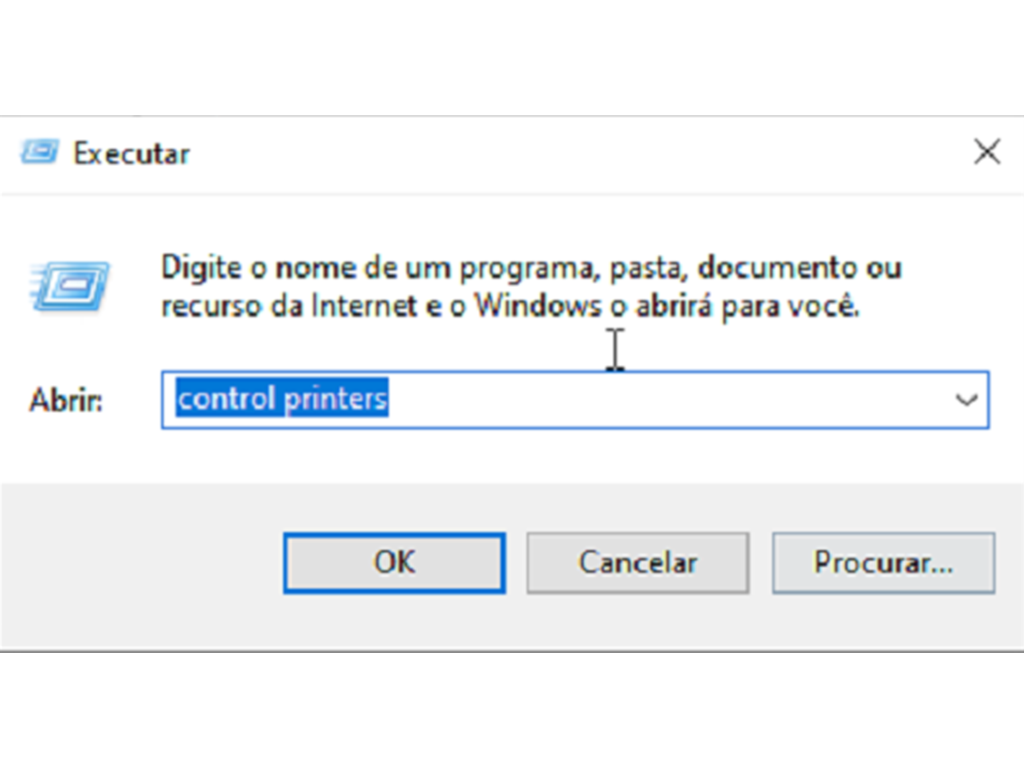 Executar
Digite o nome de um programa, pasta, documento ou
recurso da Internet e o Windows o abrirá para você.
Abrir: control printers
OK Cancelar Procurar...